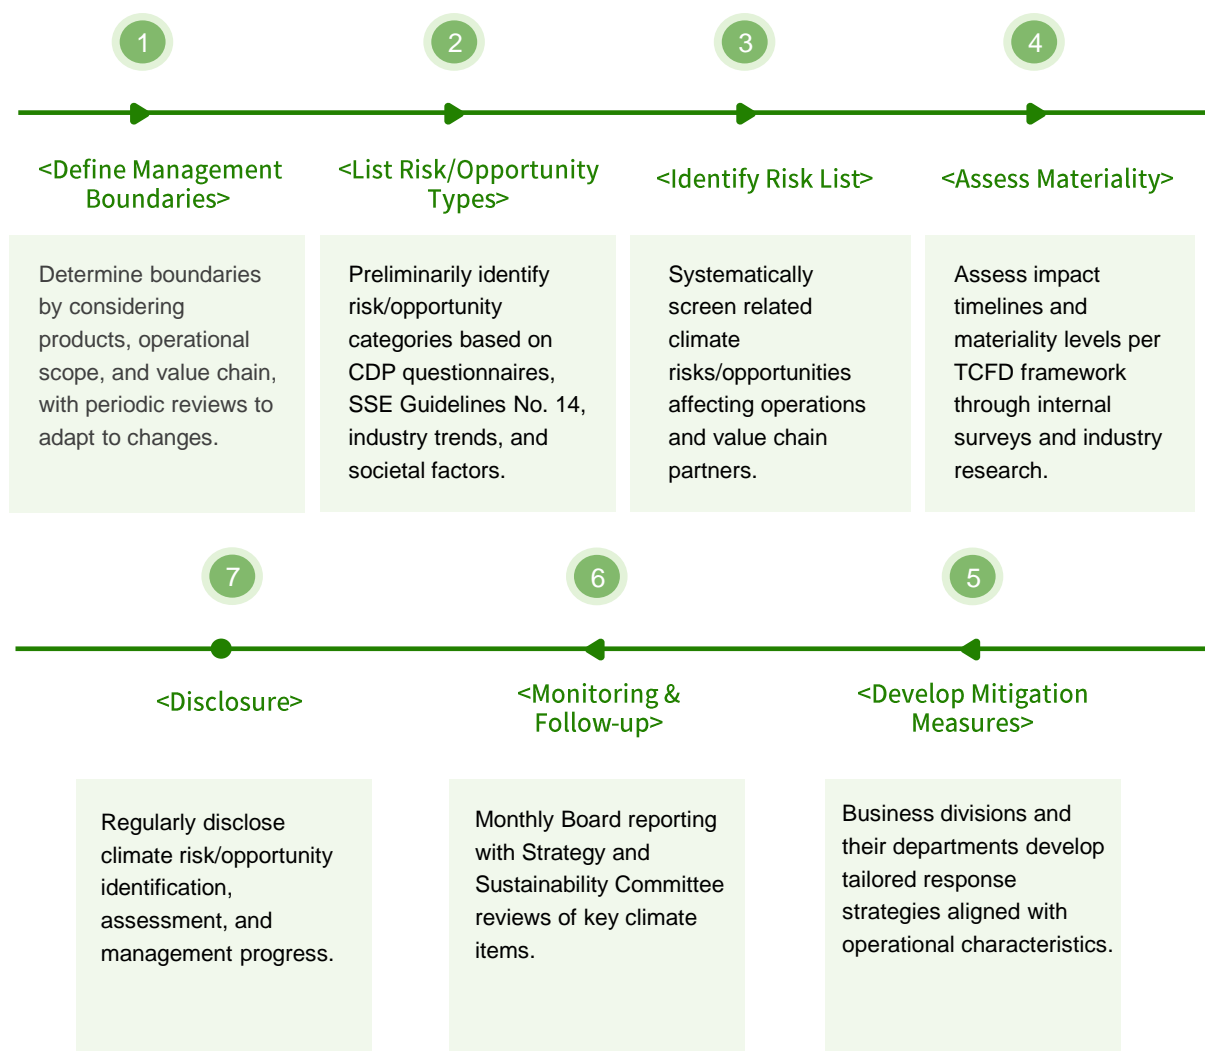 1
<Define Management
Boundaries>
Determine boundaries
by considering
products, operational
scope, and value chain,
with periodic reviews to
adapt to changes.
2
<List Risk/Opportunity
Types>
Preliminarily identify
risk/opportunity
categories based on
CDP questionnaires,
SSE Guidelines No. 14,
industry trends, and
societal factors.
3
<Identify Risk List>
Systematically
screen related
climate
risks/opportunities
affecting operations
and value chain
partners.
4
<Assess Materiality>
Assess impact
timelines and
materiality levels per
TCFD framework
through internal
surveys and industry
research.
5
<Develop Mitigation
Measures>
Business divisions and
their departments develop
tailored response
strategies aligned with
operational characteristics.
6
<Monitoring &
Follow-up>
Monthly Board reporting
with Strategy and
Sustainability Committee
reviews of key climate
items.
7
<Disclosure>
Regularly disclose
climate risk/opportunity
identification,
assessment, and
management progress.